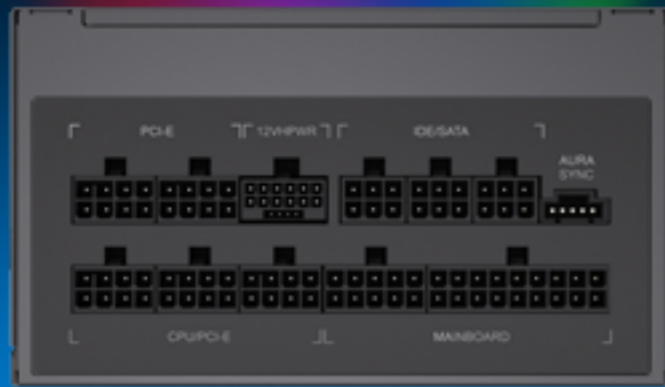 PCI-E
12VHPWR
IDE/SATA
AURA
SYNC
CPU/PCI-E
MAINBOARD